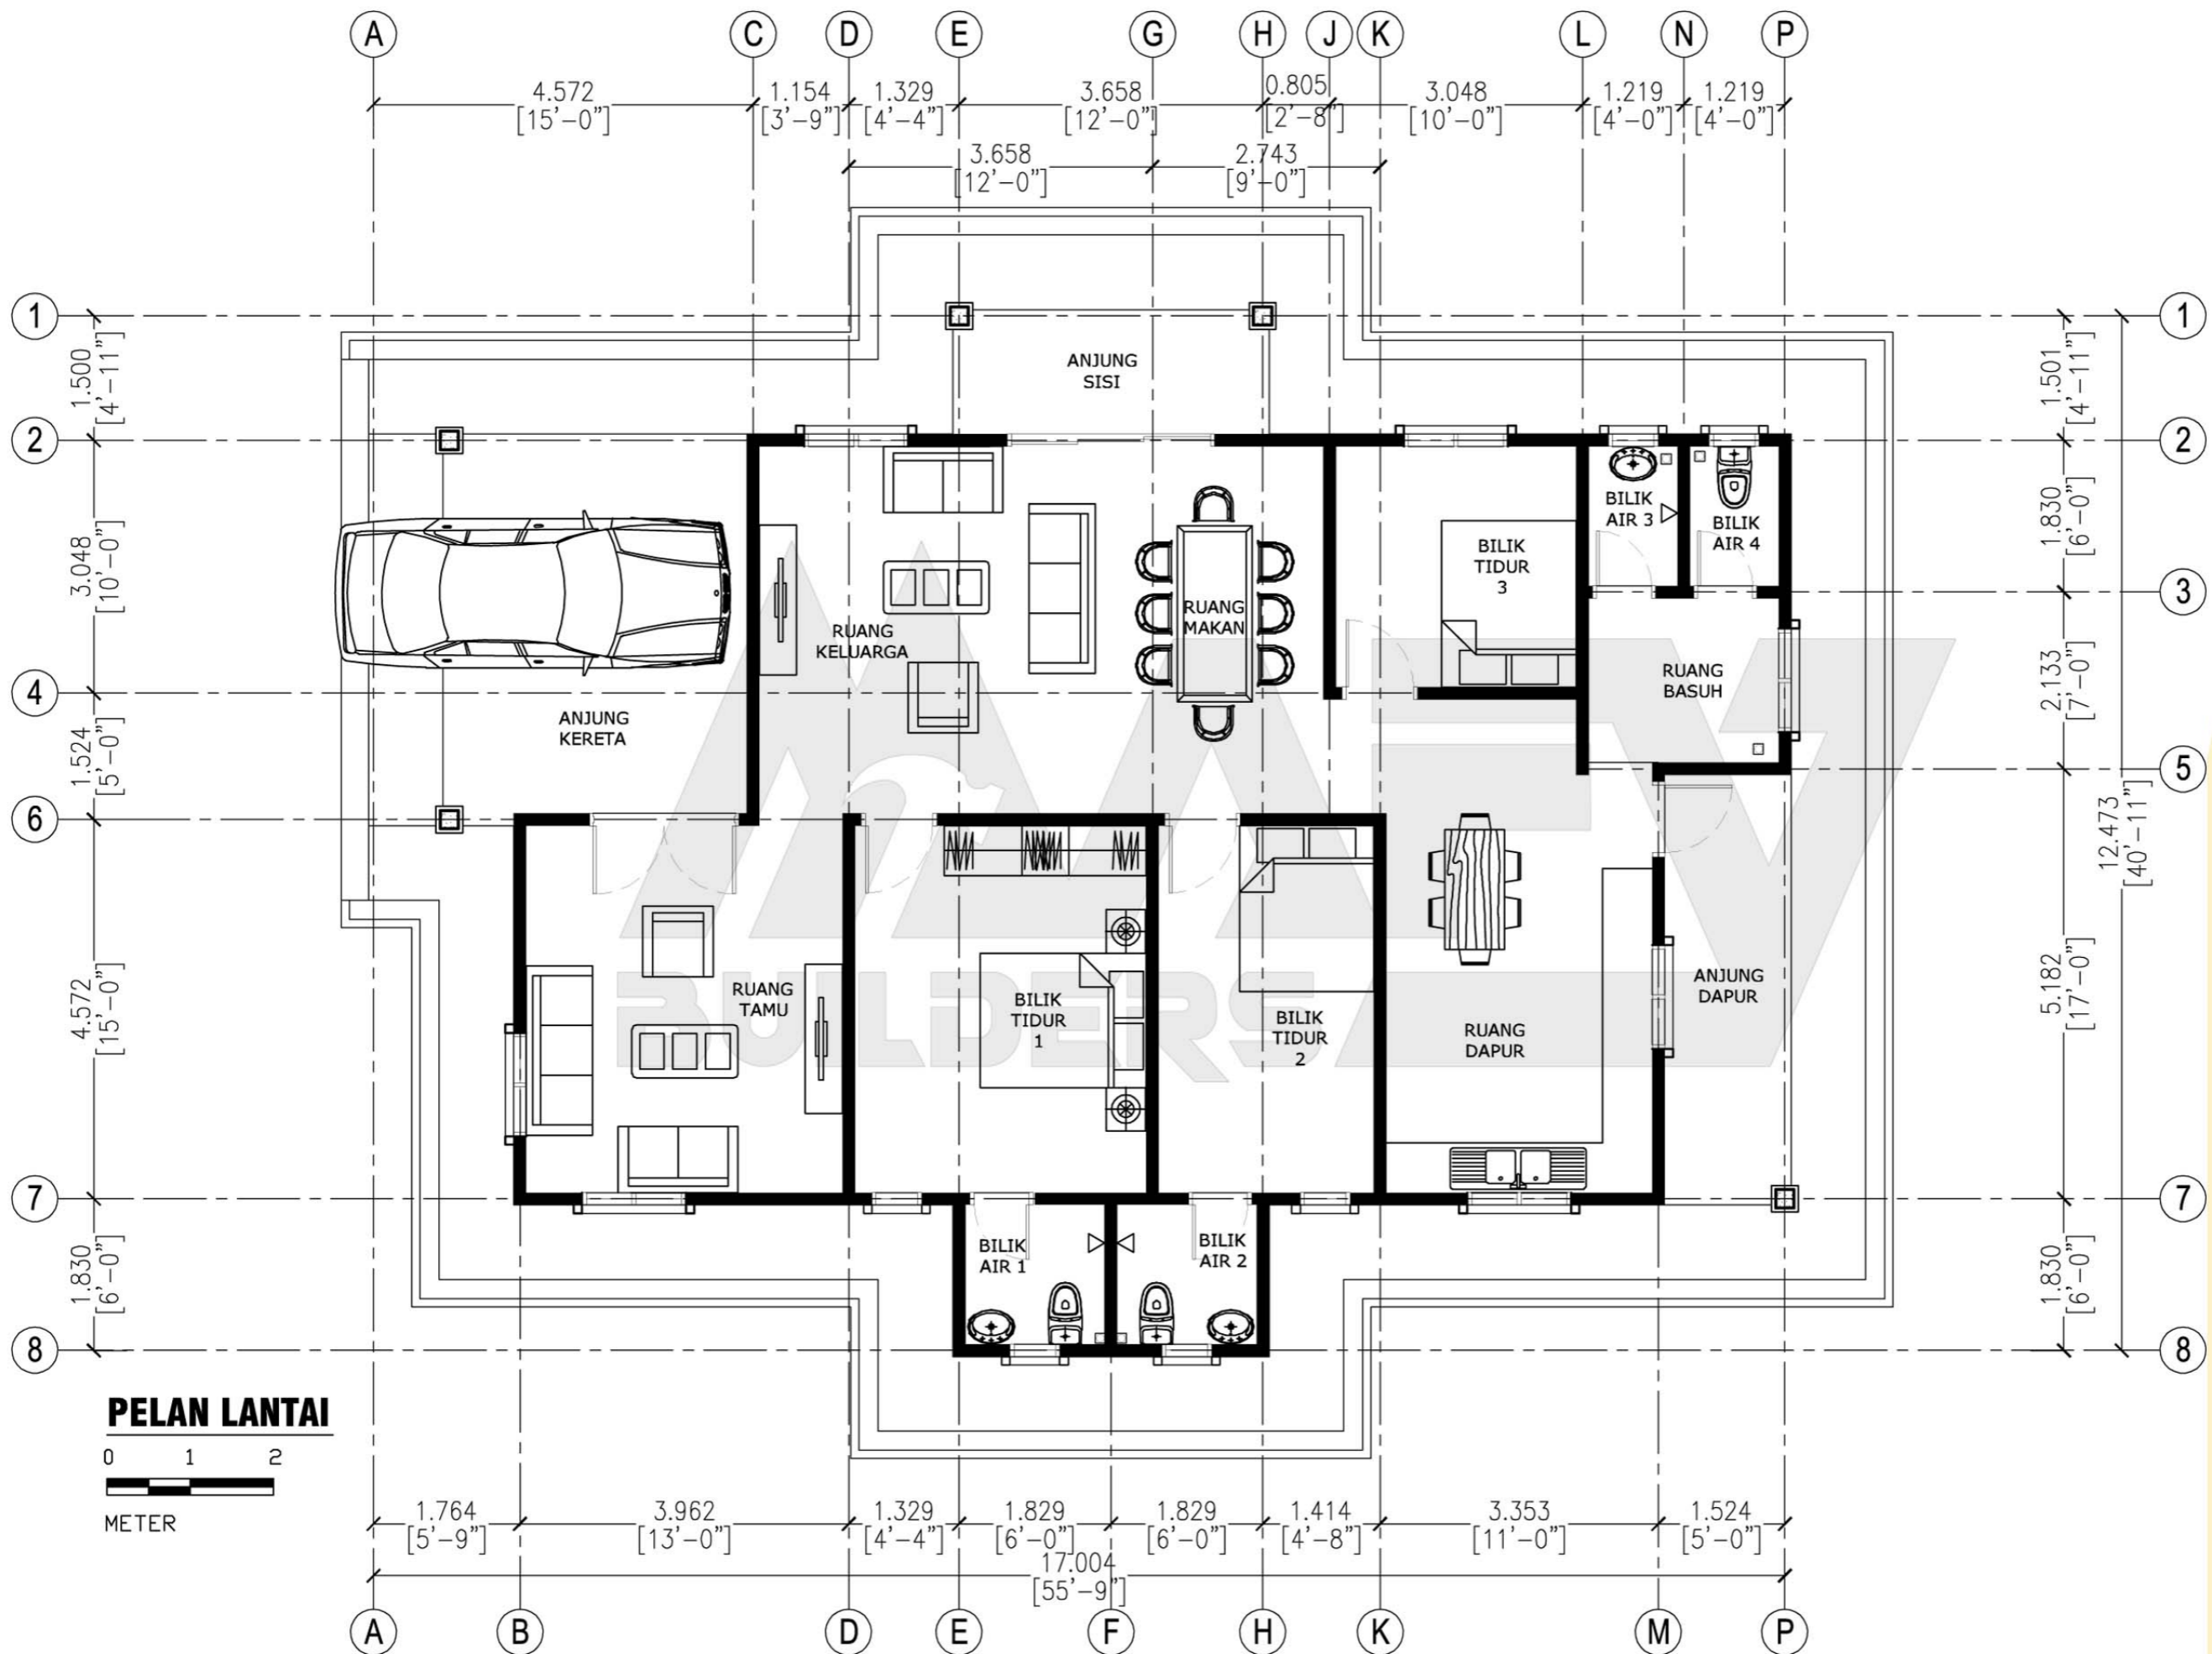 A C D E G H J K L N P
4.572 1.154 1.329 3.658 0.805 3.048 1.219 1.219
[15'-0"] [3'-9"] [4'-4"] [12'-0"] [2'-8"] [10'-0"] [4'-0"] [4'-0"]
3.658 2.743
[12'-0"] [9'-0"]
1 1
1.500
[4'-11"]
ANJUNG
SISI
1.501
[4'-11"]
2 2
3.048
[10'-0"]
1.830
[6'-0"]
BILIK
AIR 3
BILIK
AIR 4
BILIK
TIDUR
3
3
RUANG
MAKAN
RUANG
KELUARGA
RUANG
BASUH
2.133
[7'-0"]
4
ANJUNG
KERETA
1.524
[5'-0"]
5
6
12.473
[40'-11"]
4.572
[15'-0"]
RUANG
TAMU
BILIK
TIDUR
1
BILIK
TIDUR
2
RUANG
DAPUR
ANJUNG
DAPUR
5.182
[17'-0"]
BUILDERS
7 7
1.830
[6'-0"]
BILIK
AIR 1
BILIK
AIR 2
1.830
[6'-0"]
8 8
PELAN LANTAI
0 1 2
METER
1.764 3.962 1.329 1.829 1.829 1.414 3.353 1.524
[5'-9"] [13'-0"] [4'-4"] [6'-0"] [6'-0"] [4'-8"] [11'-0"] [5'-0"]
17.004
[55'-9"]
A B D E F H K M P